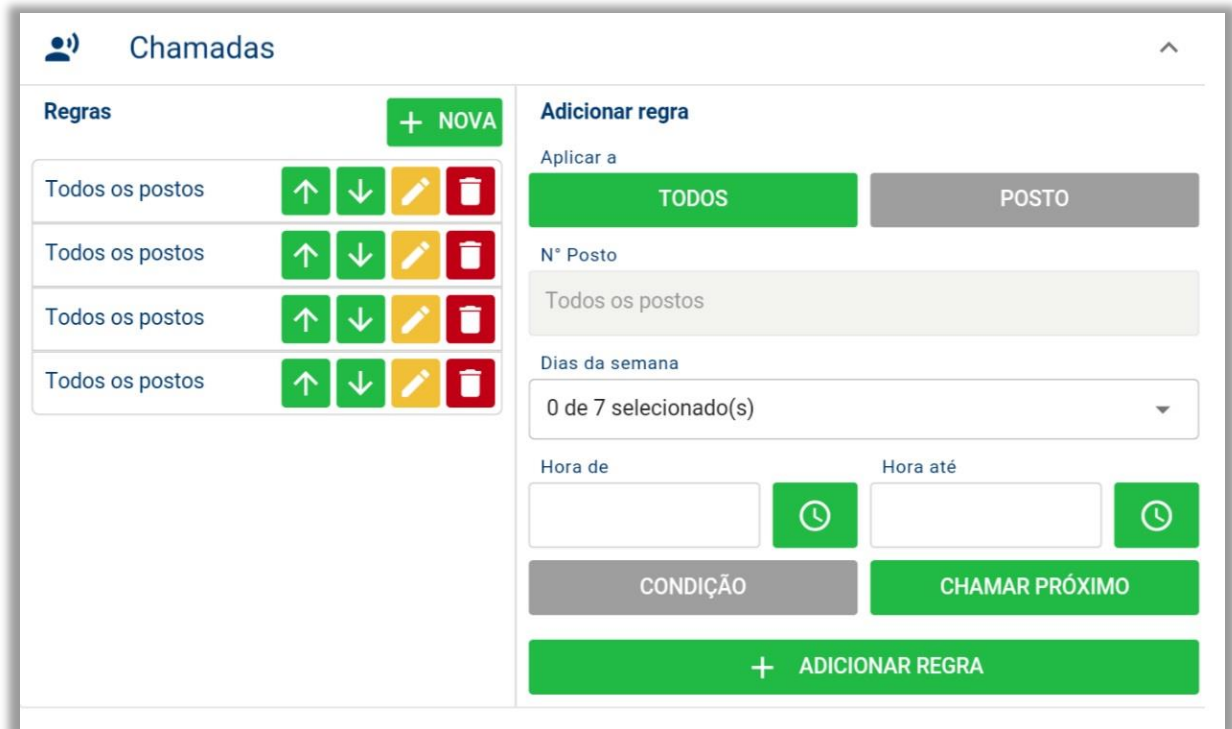 Chamadas
Regras
+ NOVA
Todos os postos
Todos os postos
Todos os postos
Todos os postos
Adicionar regra
Aplicar a
TODOS
POSTO
N° Posto
Todos os postos
Dias da semana
0 de 7 selecionado(s)
Hora de
Hora até
CONDIÇÃO
CHAMAR PRÓXIMO
+ ADICIONAR REGRA